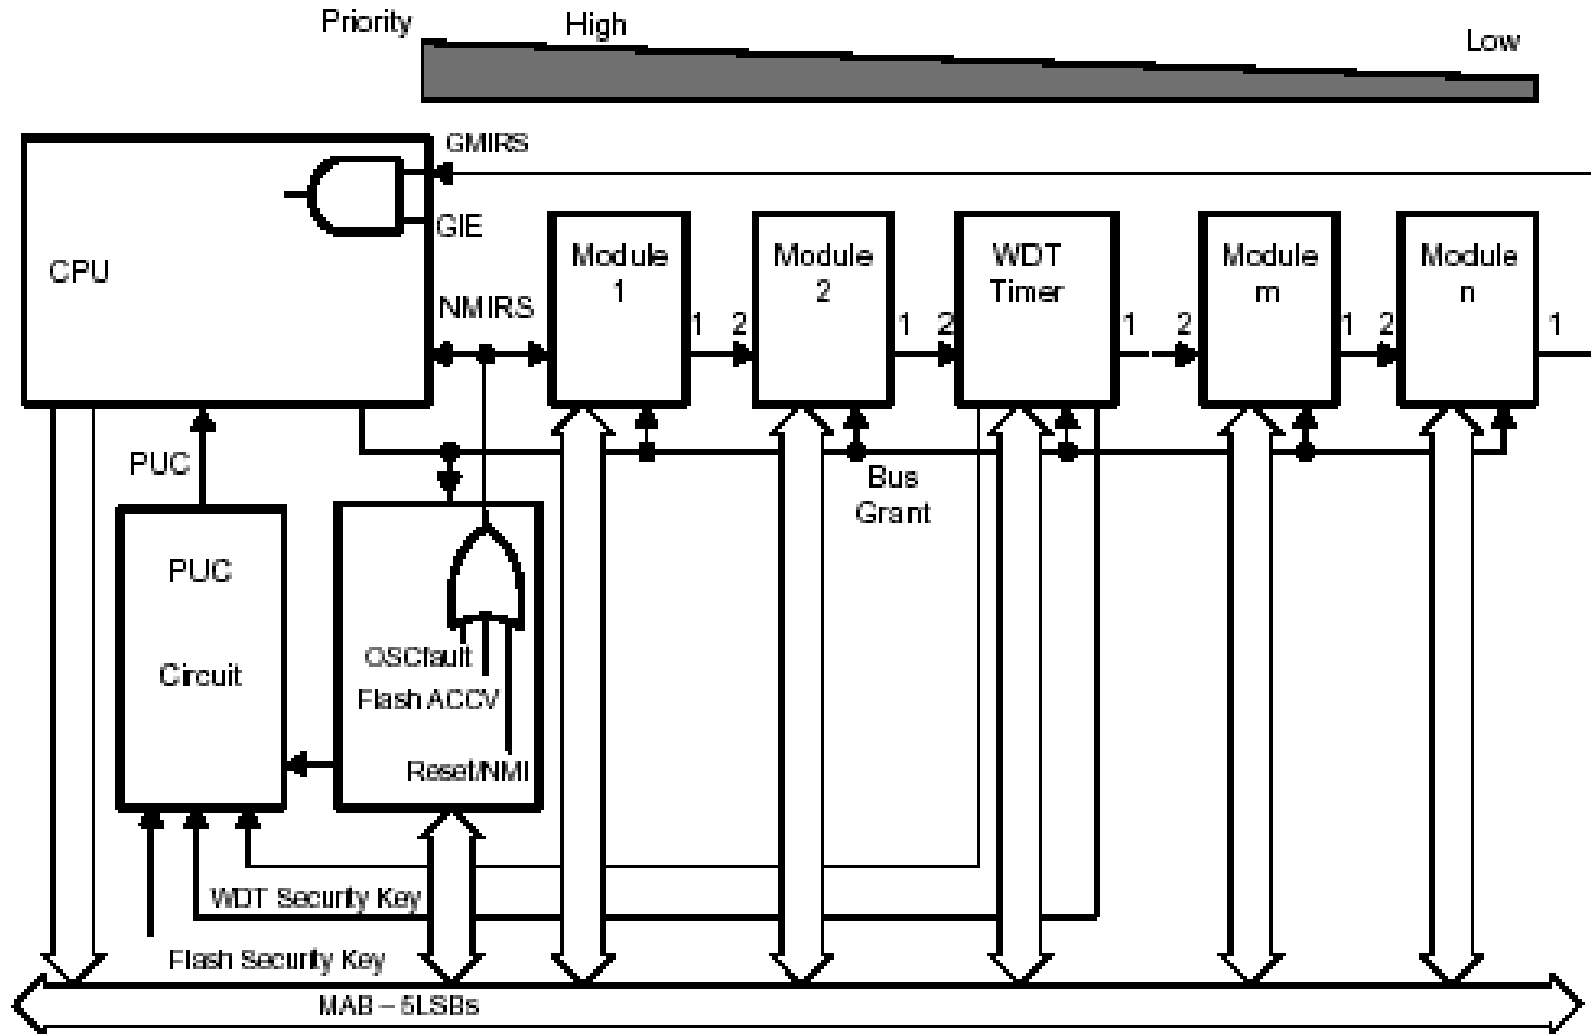 Priority
High
Low
GMIRS
GIE
CPU
NMIRS
Module
1
Module
2
WDT
Timer
Module
m
Module
n
1 2
1 2
1 2
1 2
1
PUC
Bus
Grant
PUC
Circuit
OSCfault
Flash ACCV
Reset/NMI
WDT Security Key
Flash Security Key
MAB – 5LSBs